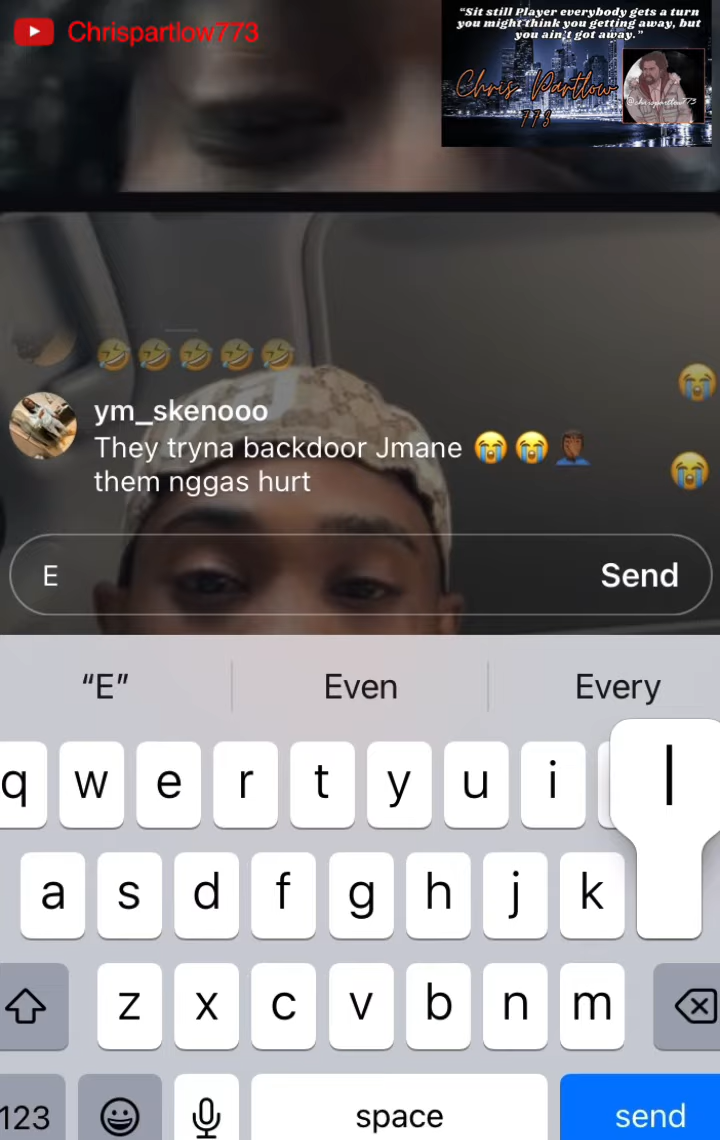 Chrispartlow773
"Sit still Player everybody gets a turn
you might think you getting away, but
you ain't got away."
Chris Partlow
773
@chrispartlow773
🤣🤣🤣🤣🤣
ym_skenooo
They tryna backdoor Jmane 😭😭🤦🏾‍♂️
them nggas hurt
😭
😭
E
Send
“E”
Even
Every
q w e r t y u i
l
a s d f g h j k
z x c v b n m
123
space
send